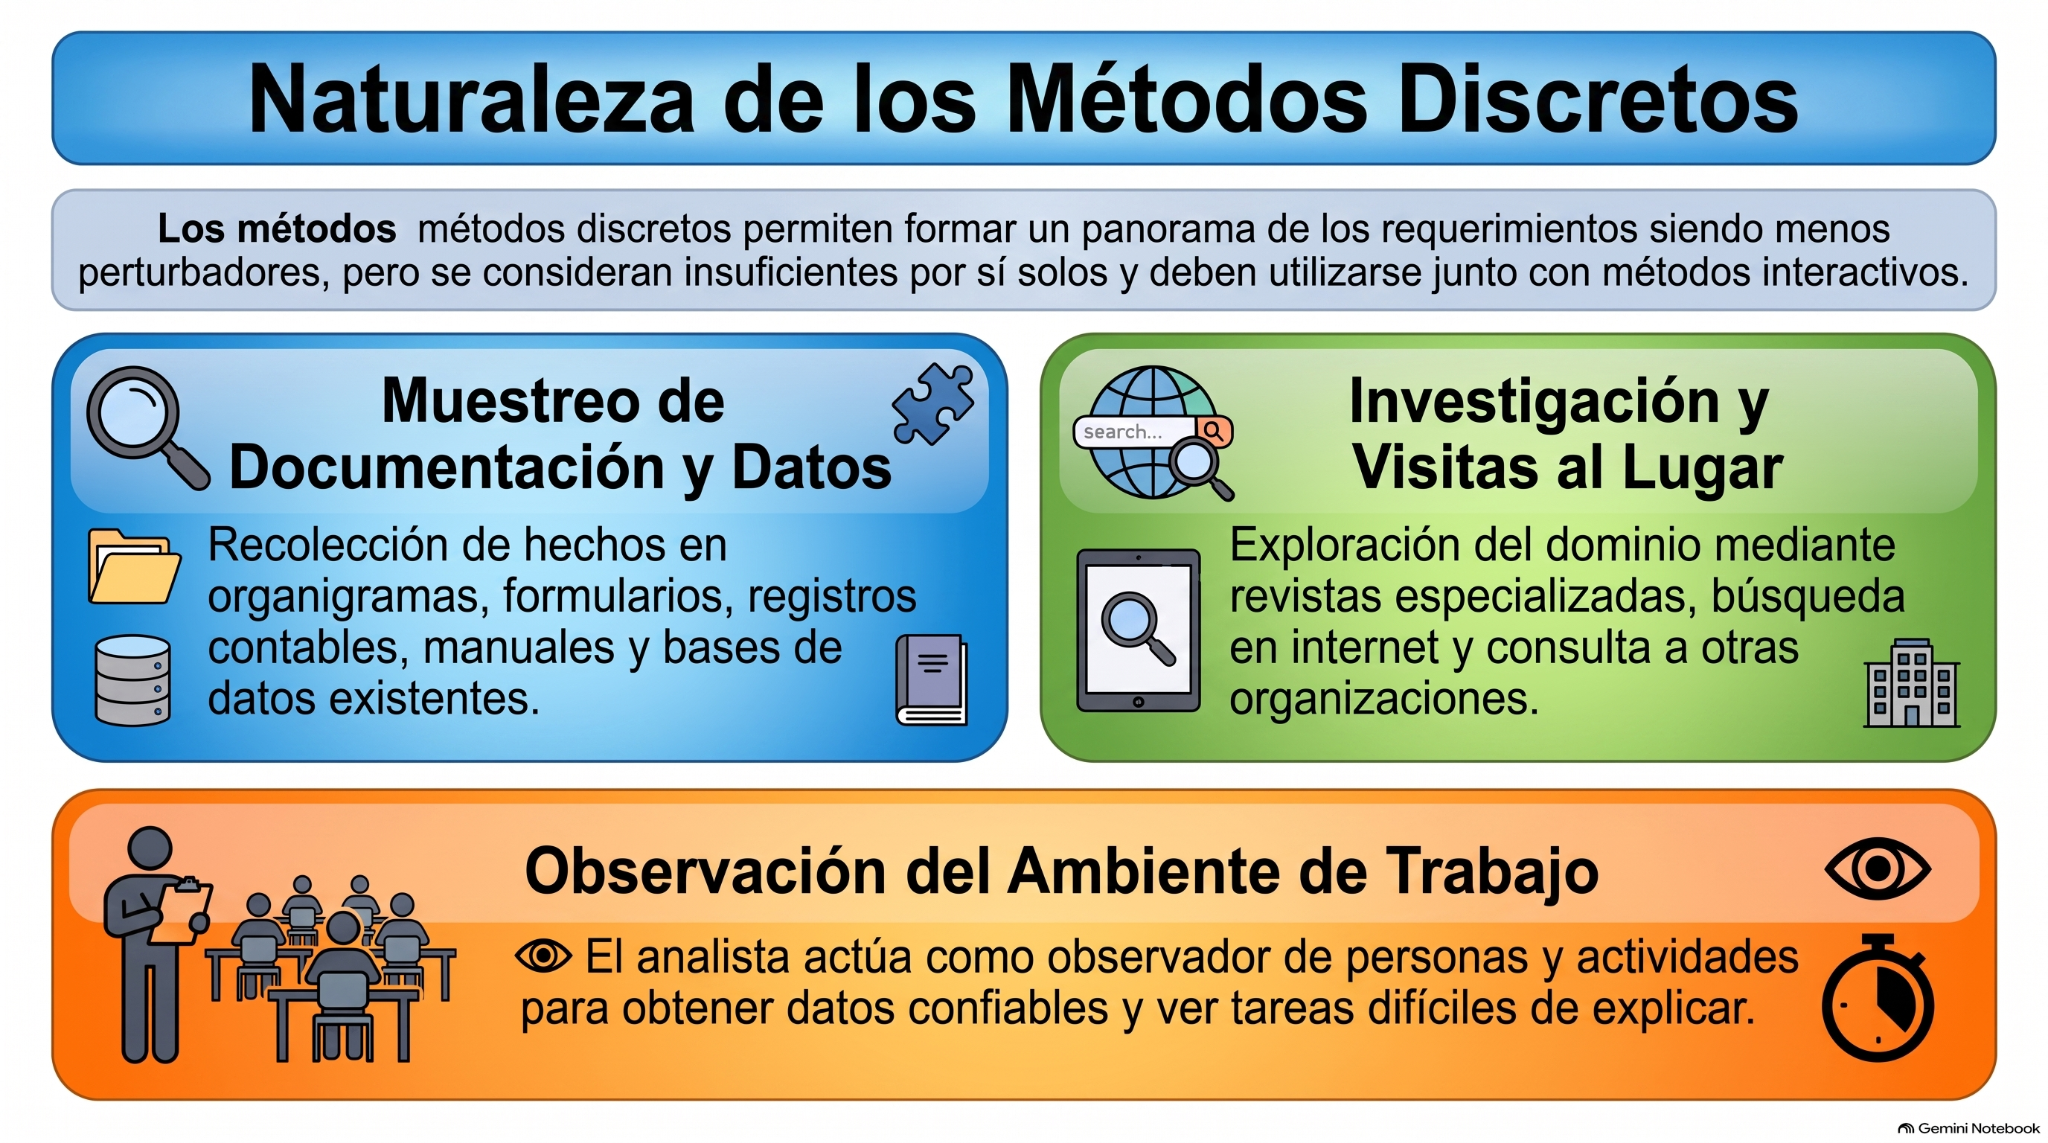 Naturaleza de los Métodos Discretos
Los métodos métodos discretos permiten formar un panorama de los requerimientos siendo menos
perturbadores, pero se consideran insuficientes por sí solos y deben utilizarse junto con métodos interactivos.
Muestreo de
Documentación y Datos
Recolección de hechos en
organigramas, formularios, registros
contables, manuales y bases de
datos existentes.
search...
Investigación y
Visitas al Lugar
Exploración del dominio mediante
revistas especializadas, búsqueda
en internet y consulta a otras
organizaciones.
Observación del Ambiente de Trabajo
El analista actúa como observador de personas y actividades
para obtener datos confiables y ver tareas difíciles de explicar.
Gemini Notebook